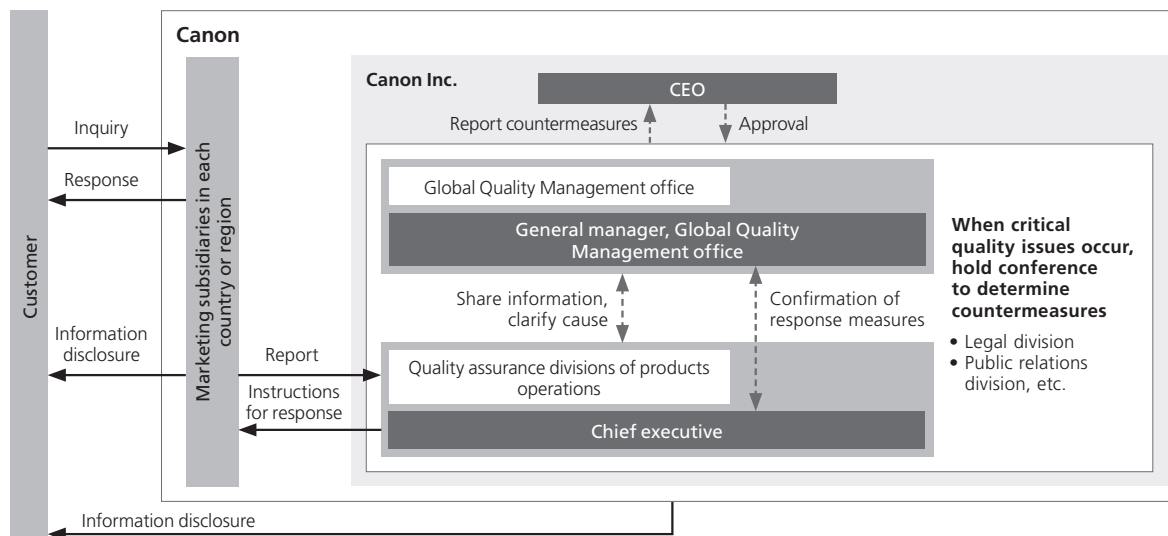 Canon
Canon Inc.
CEO
Report countermeasures
Approval
Inquiry
Response
Customer
Marketing subsidiaries in each
country or region
Global Quality Management office
General manager, Global Quality
Management office
When critical
quality issues occur,
hold conference
to determine
countermeasures
• Legal division
• Public relations
division, etc.
Share information,
clarify cause
Confirmation of
response measures
Information
disclosure
Report
Instructions
for response
Quality assurance divisions of products
operations
Chief executive
Information disclosure